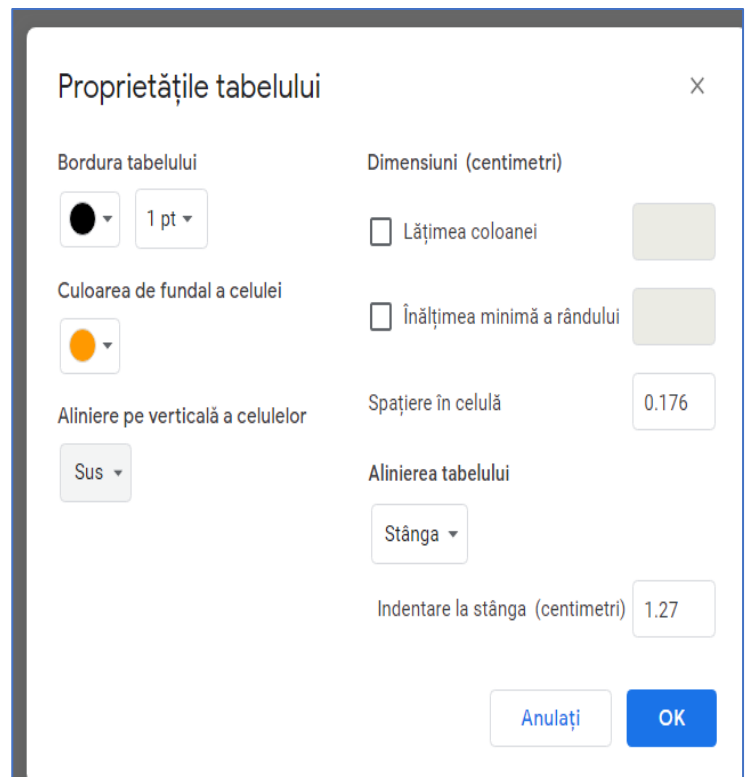 Proprietățile tabelului
Bordura tabelului
1 pt
Culoarea de fundal a celulei
Aliniere pe verticală a celulelor
Sus
Dimensiuni (centimetri)
Lățimea coloanei
Înălțimea minimă a rândului
Spațiere în celulă
0.176
Alinierea tabelului
Stânga
Indentare la stânga (centimetri)
1.27
Anulați
OK